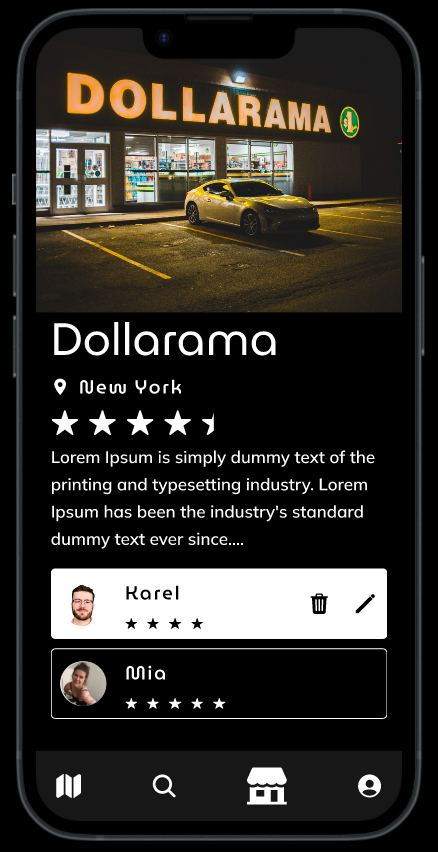 DOLLARAMA
Dollarama
New York
Lorem Ipsum is simply dummy text of the
printing and typesetting industry. Lorem
Ipsum has been the industry's standard
dummy text ever since....
Karel
Mia